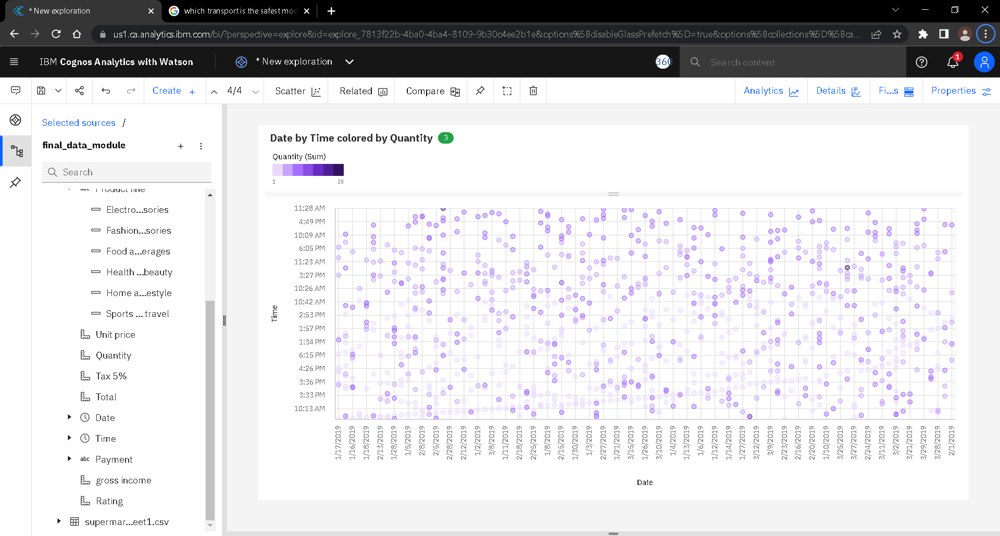 * New exploration
which transport is the safest mod
us1.ca.analytics.ibm.com/bi/?perspective=explore&id=explore_7813f22b-4ba0-4ba4-8109-9b30c4ee2b1e&options%5BdisableGlassPrefetch%5D=true&options%5Bcollections%5D%5Bca...
IBM Cognos Analytics with Watson
* New exploration
360
Search content
1
Create +
4/4
Scatter
Related
Compare
Analytics
Details
Fi...s
Properties
Selected sources /
final_data_module
Search
abc Product line
Electro...sories
Fashion...sories
Food a...erages
Health ...beauty
Home a...estyle
Sports ... travel
Unit price
Quantity
Tax 5%
Total
Date
Time
abc Payment
gross income
Rating
supermar...eet1.csv
Date by Time colored by Quantity 3
Quantity (Sum)
1 20
Time
11:28 AM
4:49 PM
10:09 AM
6:05 PM
11:23 AM
3:27 PM
10:26 AM
10:42 AM
2:53 PM
1:57 PM
1:34 PM
6:15 PM
4:26 PM
3:36 PM
3:33 PM
10:13 AM
1/17/2019
1/16/2019
1/18/2019
2/13/2019
1/28/2019
1/5/2019
2/8/2019
2/5/2019
2/28/2019
2/12/2019
1/2/2019
3/8/2019
1/11/2019
2/18/2019
2/25/2019
1/8/2019
2/15/2019
1/30/2019
1/3/2019
2/27/2019
1/21/2019
3/15/2019
1/26/2019
3/10/2019
1/4/2019
1/13/2019
1/6/2019
1/12/2019
1/14/2019
1/27/2019
3/12/2019
3/9/2019
2/23/2019
2/16/2019
2/20/2019
1/10/2019
3/25/2019
3/27/2019
2/24/2019
3/11/2019
3/2/2019
3/21/2019
3/29/2019
3/28/2019
2/1/2019
Date